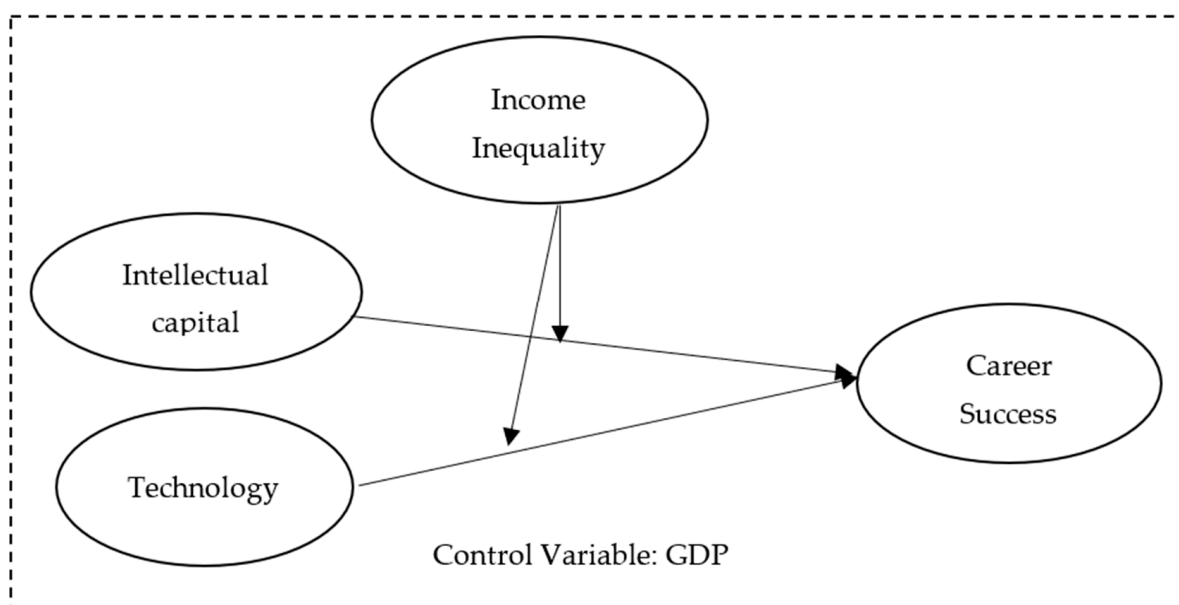 Income
Inequality
Intellectual
capital
Career
Success
Technology
Control Variable: GDP